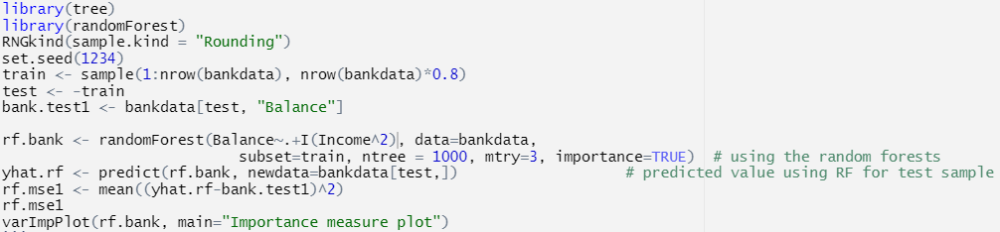 library(tree)
library(randomForest)
RNGkind(sample.kind = "Rounding")
set.seed(1234)
train <- sample(1:nrow(bankdata), nrow(bankdata)*0.8)
test <- -train
bank.test1 <- bankdata[test, "Balance"]
rf.bank <- randomForest(Balance~.+I(Income^2), data=bankdata,
subset=train, ntree = 1000, mtry=3, importance=TRUE) # using the random forests
yhat.rf <- predict(rf.bank, newdata=bankdata[test,]) # predicted value using RF for test sample
rf.mse1 <- mean((yhat.rf-bank.test1)^2)
rf.mse1
varImpPlot(rf.bank, main="Importance measure plot")